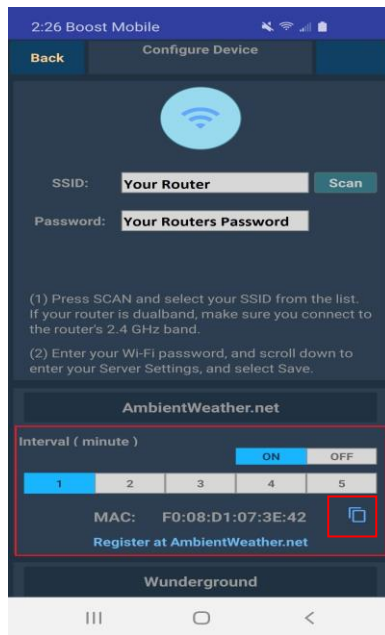 2:26 Boost Mobile
Back
Configure Device
SSID:
Your Router
Scan
Password:
Your Routers Password
(1) Press SCAN and select your SSID from the list.
If your router is dualband, make sure you connect to
the router's 2.4 GHz band.
(2) Enter your Wi-Fi password, and scroll down to
enter your Server Settings, and select Save.
AmbientWeather.net
Interval ( minute )
ON OFF
1 2 3 4 5
MAC: F0:08:D1:07:3E:42
Register at AmbientWeather.net
Wunderground